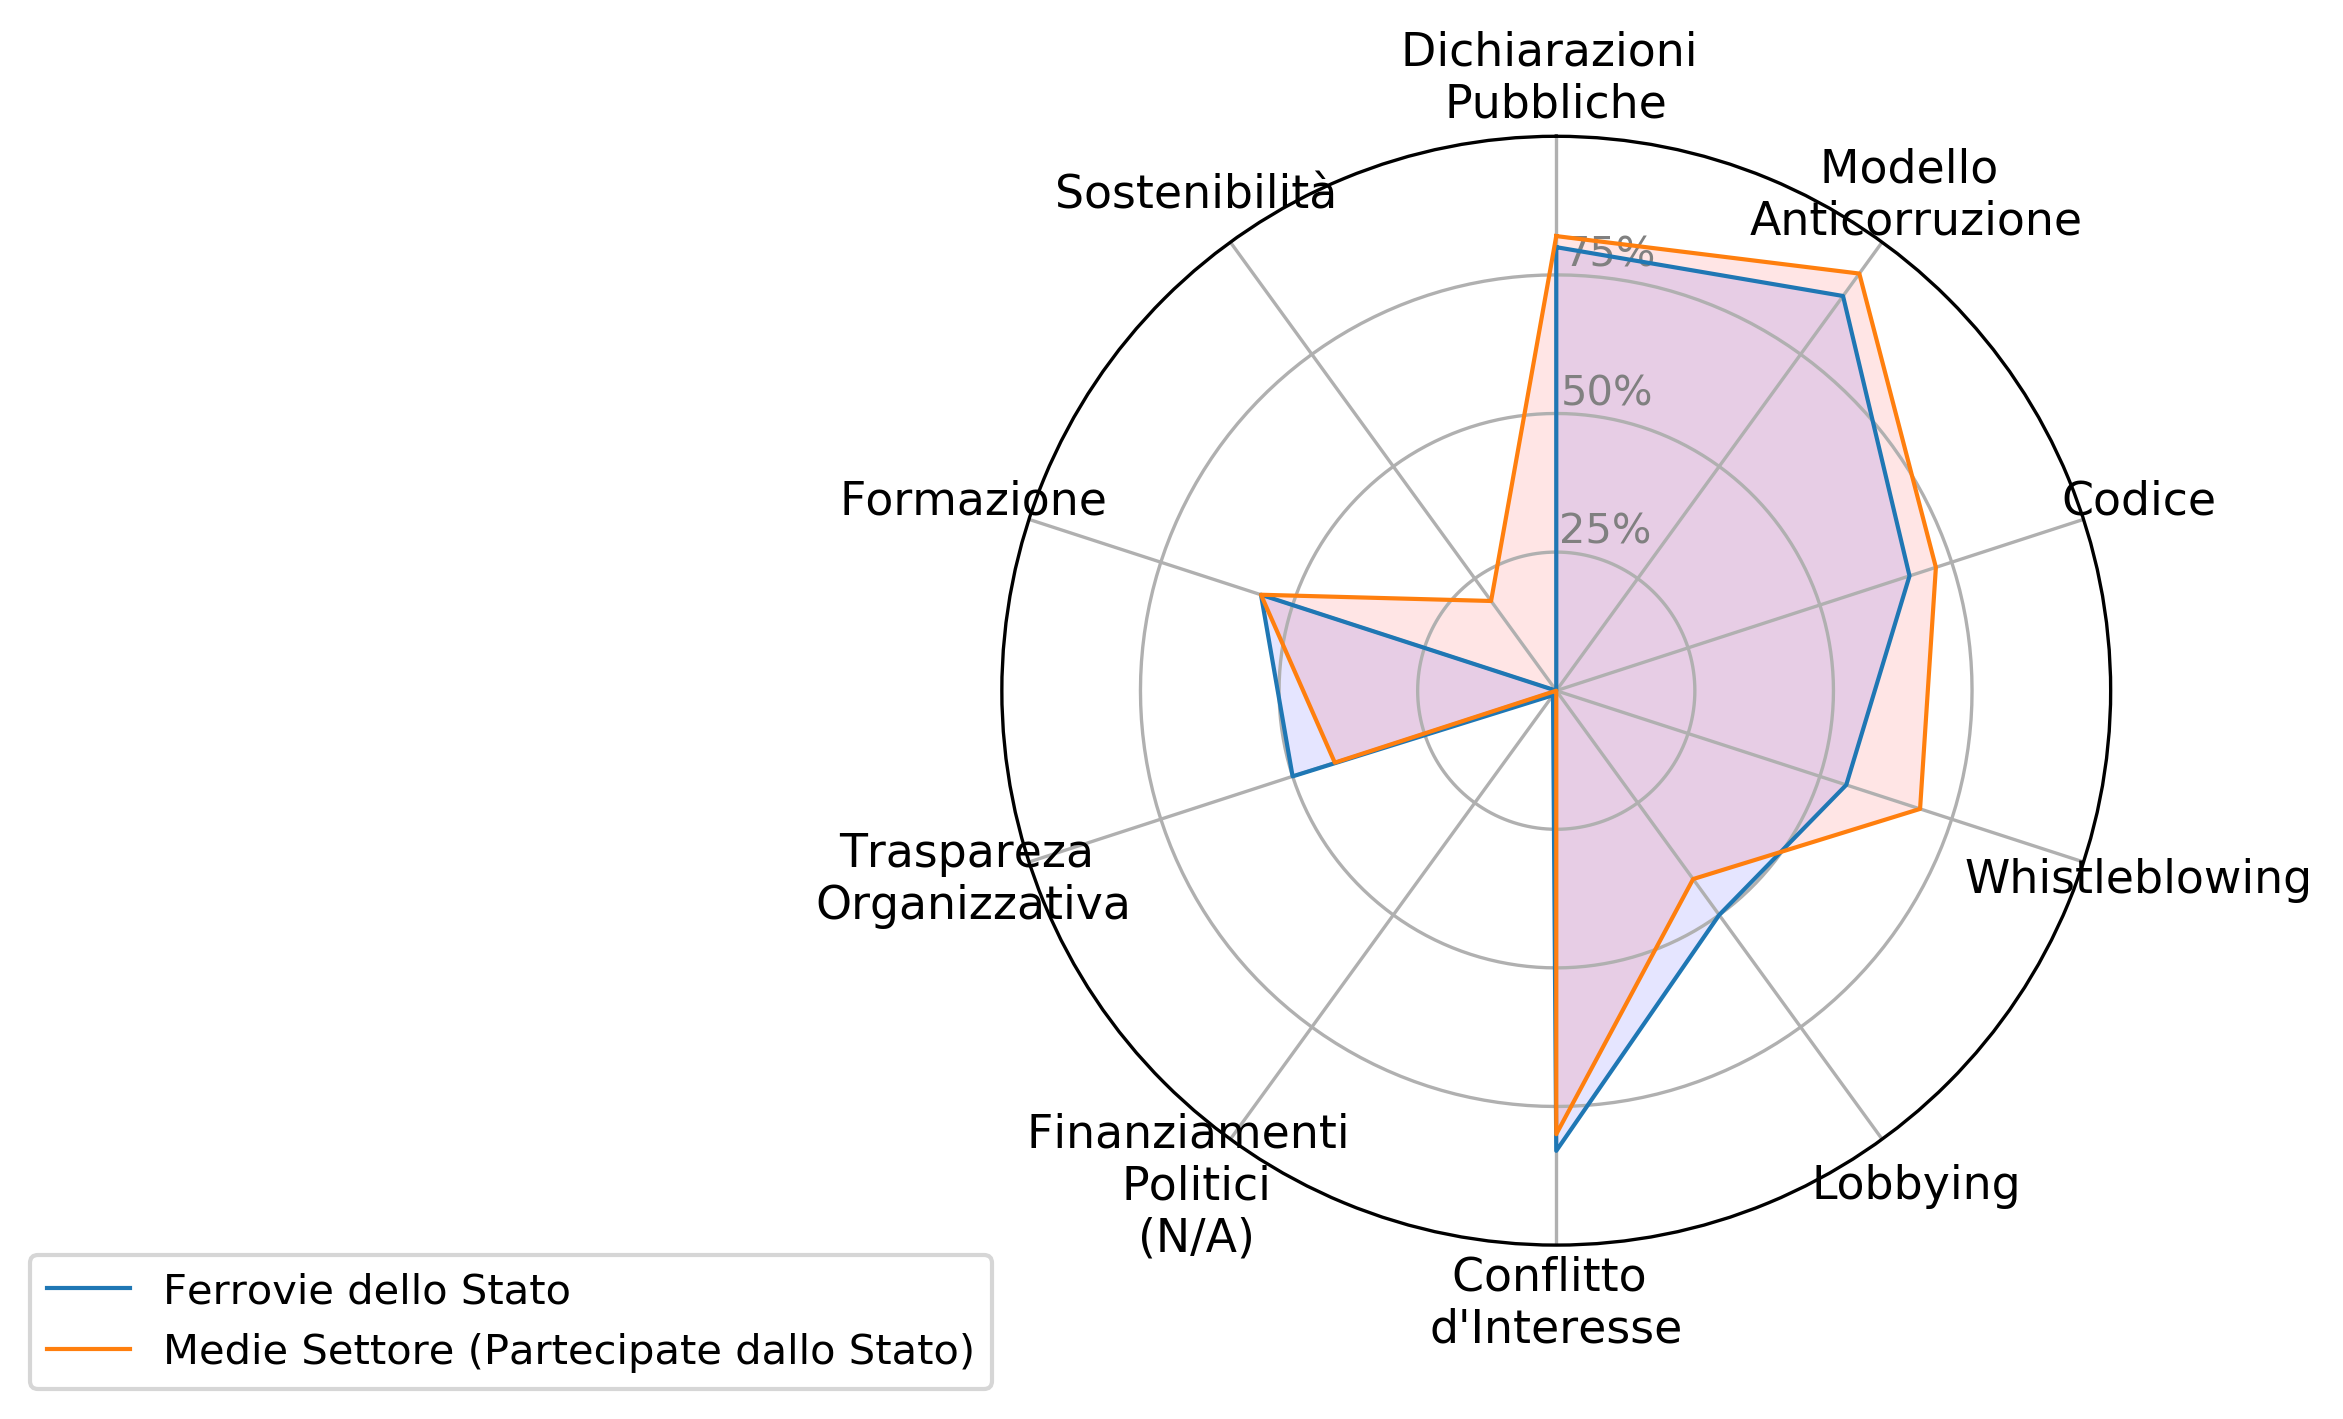 Dichiarazioni
Pubbliche
Modello
Anticorruzione
Sostenibilità
75%
50%
25%
Formazione
Codice
Traspareza
Organizzativa
Whistleblowing
Finanziamenti
Politici
(N/A)
Lobbying
Conflitto
d'Interesse
Ferrovie dello Stato
Medie Settore (Partecipate dallo Stato)